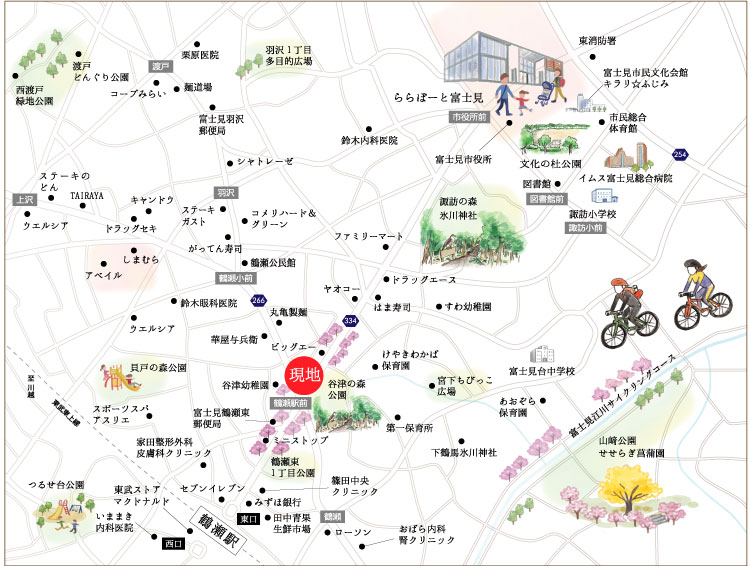 栗原医院
渡戸
渡戸
どんぐり公園
西渡戸
緑地公園
コープみらい
麺道場
富士見羽沢
郵便局
羽沢1丁目
多目的広場
東消防署
ららぽーと富士見
市役所前
富士見市民文化会館
キラリ☆ふじみ
市民総合
体育館
鈴木内科医院
富士見市役所
文化の杜公園
254
イムス富士見総合病院
シャトレーゼ
図書館
図書館前
諏訪小学校
諏訪小前
ステーキの
どん
TAIRAYA
上沢
ウエルシア
キャンドウ
ドラッグセキ
羽沢
ステーキ
ガスト
コメリハード&
グリーン
がってん寿司
諏訪の森
氷川神社
ファミリーマート
しまむら
アベイル
鶴瀬公民館
鶴瀬小前
ドラッグエース
ヤオコー
はま寿司
すわ幼稚園
鈴木眼科医院
266
丸亀製麺
334
ウエルシア
華屋与兵衛
ビッグエー
現地
けやきわかば
保育園
富士見台中学校
貝戸の森公園
谷津幼稚園
谷津の森
公園
宮下ちびっこ
広場
鶴瀬駅前
あおぞら
保育園
富士見江川サイクリングコース
至川越
東武東上線
スポーツスパ
アスリエ
富士見鶴瀬東
郵便局
第一保育所
ミニストップ
家田整形外科
皮膚科クリニック
下鶴馬氷川神社
山崎公園
せせらぎ菖蒲園
鶴瀬東
1丁目公園
篠田中央
クリニック
つるせ台公園
東武ストア
マクドナルド
セブンイレブン
みずほ銀行
いままき
内科医院
東口
田中青果
生鮮市場
鶴瀬
ローソン
おばら内科
腎クリニック
西口
鶴瀬駅